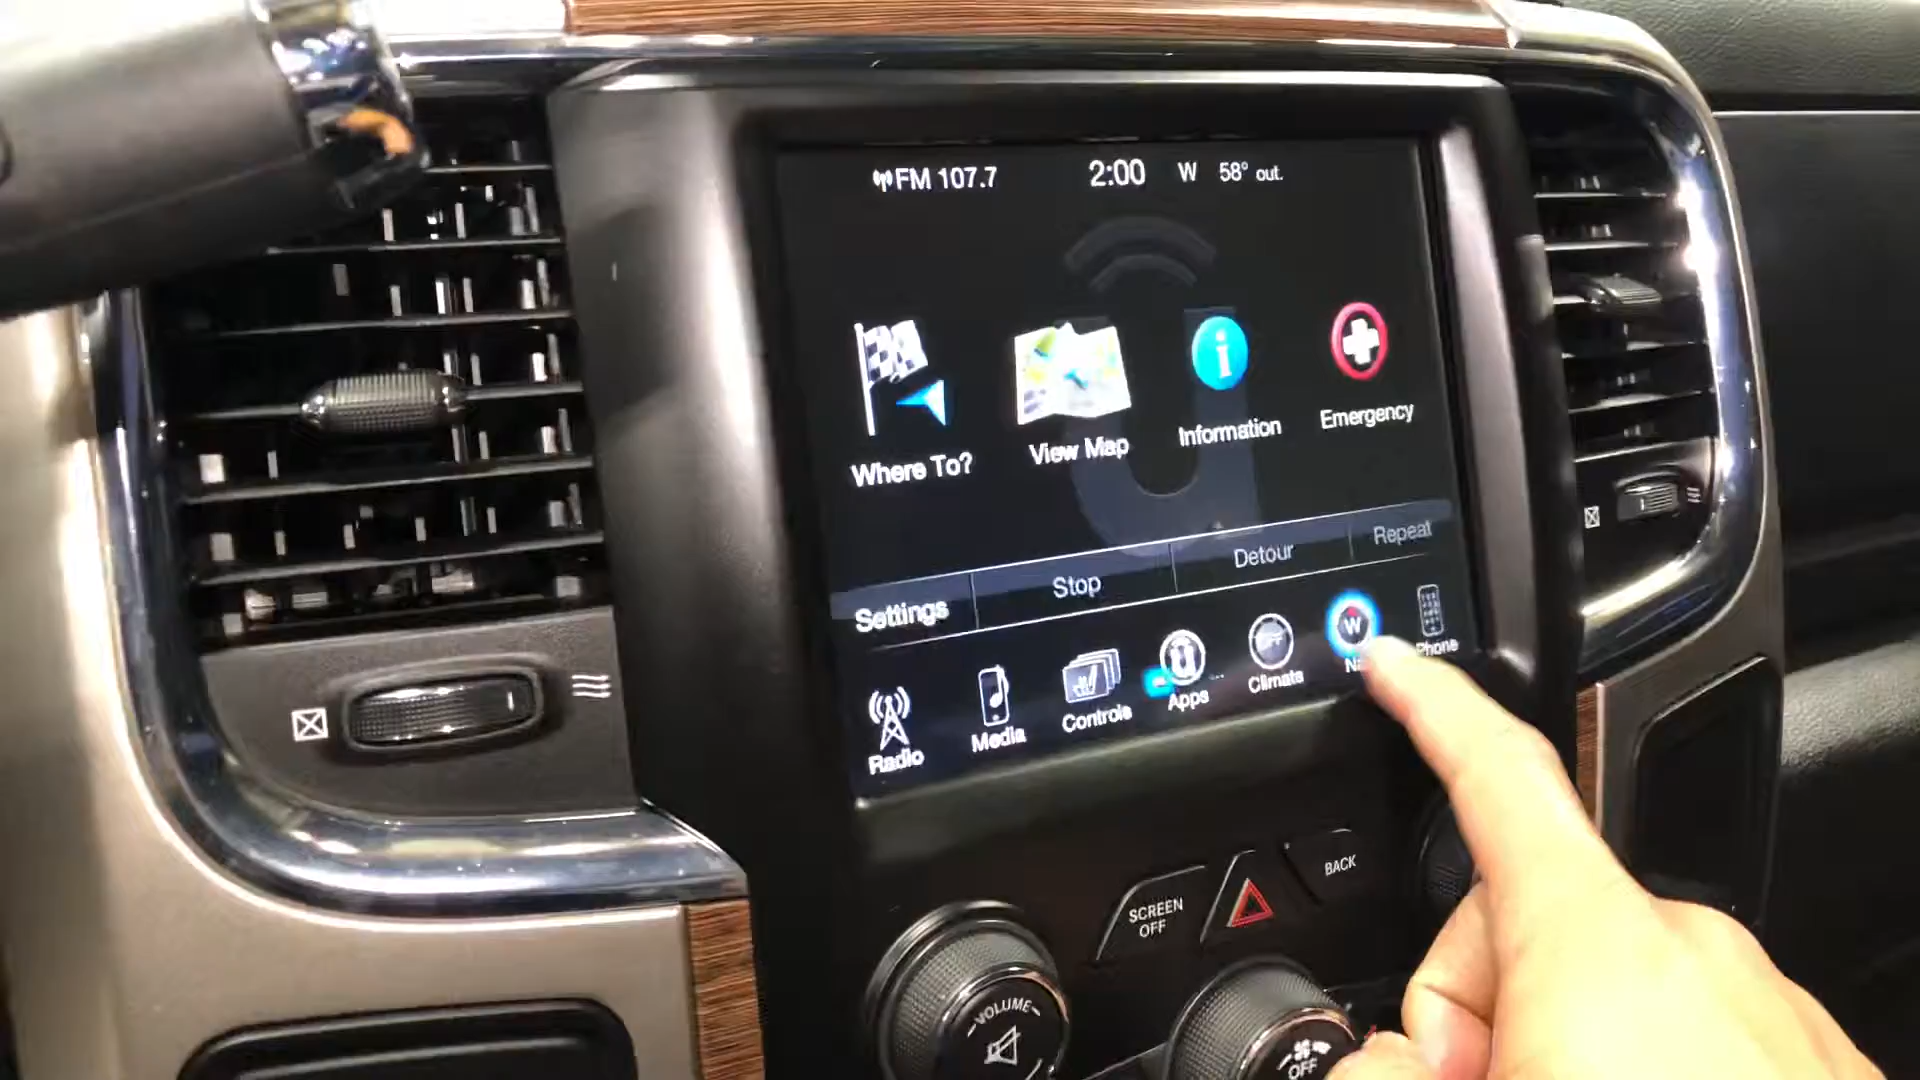 FM 107.7 2:00 W 58° out.
Where To? View Map Information Emergency
Settings Stop Detour Repeat
W
OFF
Radio Media Controls Apps Climate Phone
SCREEN
OFF
BACK
VOLUME
OFF